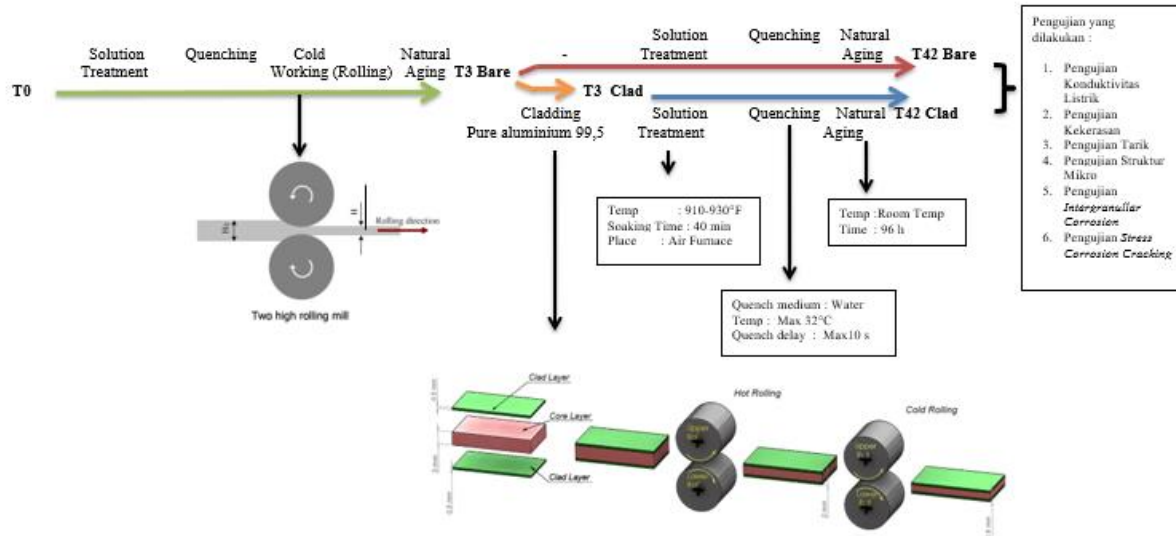 Solution Treatment
Quenching
Cold Working (Rolling)
Natural Aging
T0
T3 Bare
-
Solution Treatment
Quenching
Natural Aging
T42 Bare
T3 Clad
Cladding
Pure aluminium 99,5
Solution Treatment
Quenching
Natural Aging
T42 Clad
Pengujian yang
dilakukan :
1. Pengujian
Konduktivitas
Listrik
2. Pengujian
Kekerasan
3. Pengujian Tarik
4. Pengujian Struktur
Mikro
5. Pengujian
Intergranullar
Corrosion
6. Pengujian Stress
Corrosion Cracking
Rolling direction
Two high rolling mill
Temp : 910-930°F
Soaking Time : 40 min
Place : Air Furnace
Temp :Room Temp
Time : 96 h
Quench medium : Water
Temp : Max 32°C
Quench delay : Max10 s
Clad Layer
Core Layer
Clad Layer
Hot Rolling
Cold Rolling